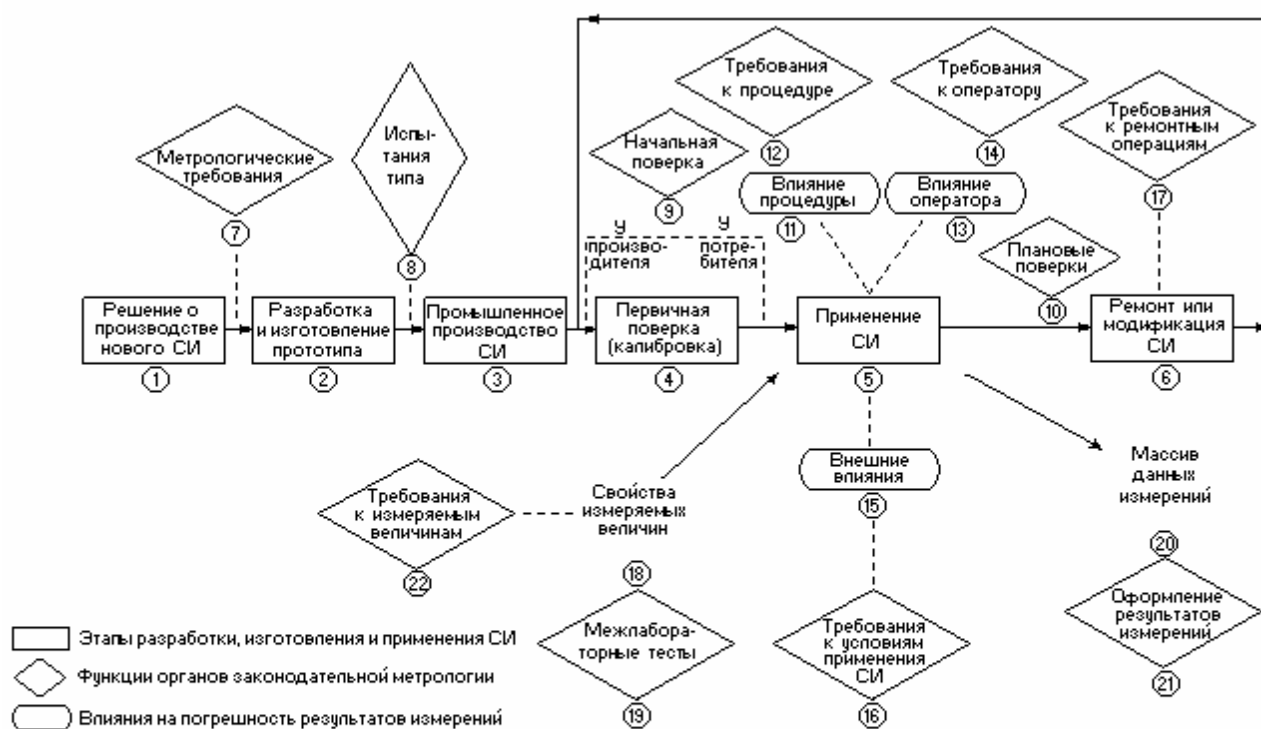 Требования
к процедуре
12
Требования
к оператору
14
Требования
к ремонтным
операциям
17
Испы-
тания
типа
8
Метрологические
требования
7
Начальная
поверка
9
Влияние
процедуры
11
Влияние
оператора
13
У
произво-
дителя
У
потре-
бителя
Плановые
поверки
10
Решение о
производстве
нового СИ
1
Разработка
и изготовление
прототипа
2
Промышленное
производство
СИ
3
Первичная
поверка
(калибровка)
4
Применение
СИ
5
Ремонт или
модификация
СИ
6
Требования
к измеряемым
величинам
22
Свойства
измеряемых
величин
18
Внешние
влияния
15
Массив
данных
измерений
20
Межлабора-
торные тесты
19
Требования
к условиям
применения
СИ
16
Оформление
результатов
измерений
21
Этапы разработки, изготовления и применения СИ
Функции органов законодательной метрологии
Влияния на погрешность результатов измерений